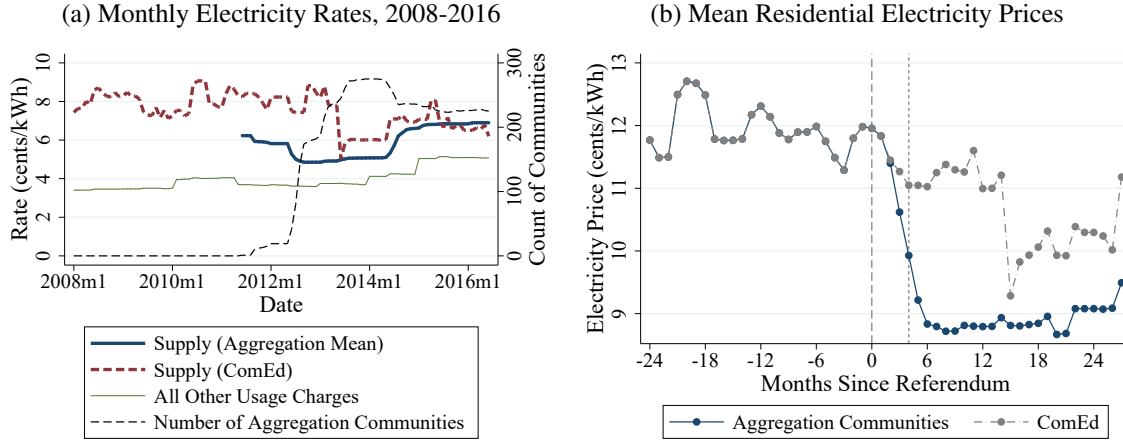 (a) Monthly Electricity Rates, 2008-2016
Rate (cents/kWh)
10
8
6
4
2
0
300
200
100
0
Count of Communities
2008m1 2010m1 2012m1 2014m1 2016m1
Date
Supply (Aggregation Mean)
Supply (ComEd)
All Other Usage Charges
Number of Aggregation Communities
(b) Mean Residential Electricity Prices
Electricity Price (cents/kWh)
13
12
11
10
9
-24 -18 -12 -6 0 6 12 18 24
Months Since Referendum
Aggregation Communities ComEd